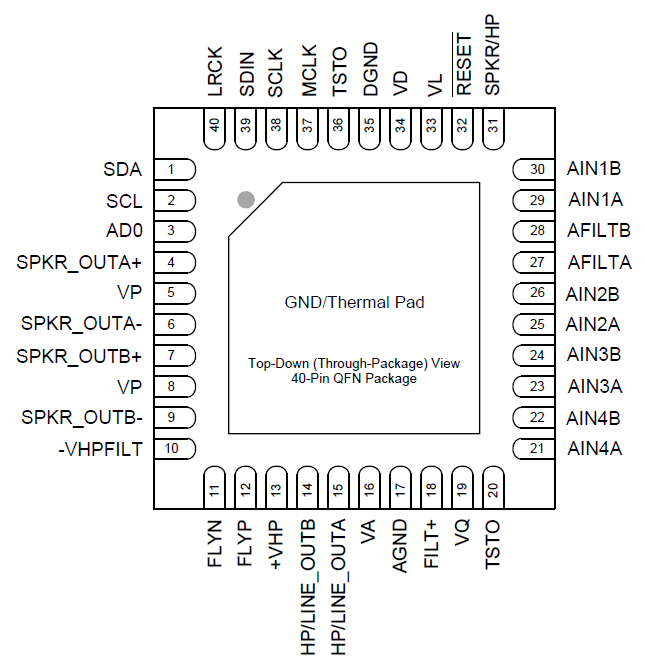 LRCK
SDIN
SCLK
MCLK
TSTO
DGND
VD
VL
RESET
SPKR/HP
40
39
38
37
36
35
34
33
32
31
SDA 1
SCL 2
AD0 3
SPKR_OUTA+ 4
VP 5
SPKR_OUTA- 6
SPKR_OUTB+ 7
VP 8
SPKR_OUTB- 9
-VHPFILT 10
GND/Thermal Pad
Top-Down (Through-Package) View
40-Pin QFN Package
30 AIN1B
29 AIN1A
28 AFILTB
27 AFILTA
26 AIN2B
25 AIN2A
24 AIN3B
23 AIN3A
22 AIN4B
21 AIN4A
11
12
13
14
15
16
17
18
19
20
FLYN
FLYP
+VHP
HP/LINE_OUTB
HP/LINE_OUTA
VA
AGND
FILT+
VQ
TSTO